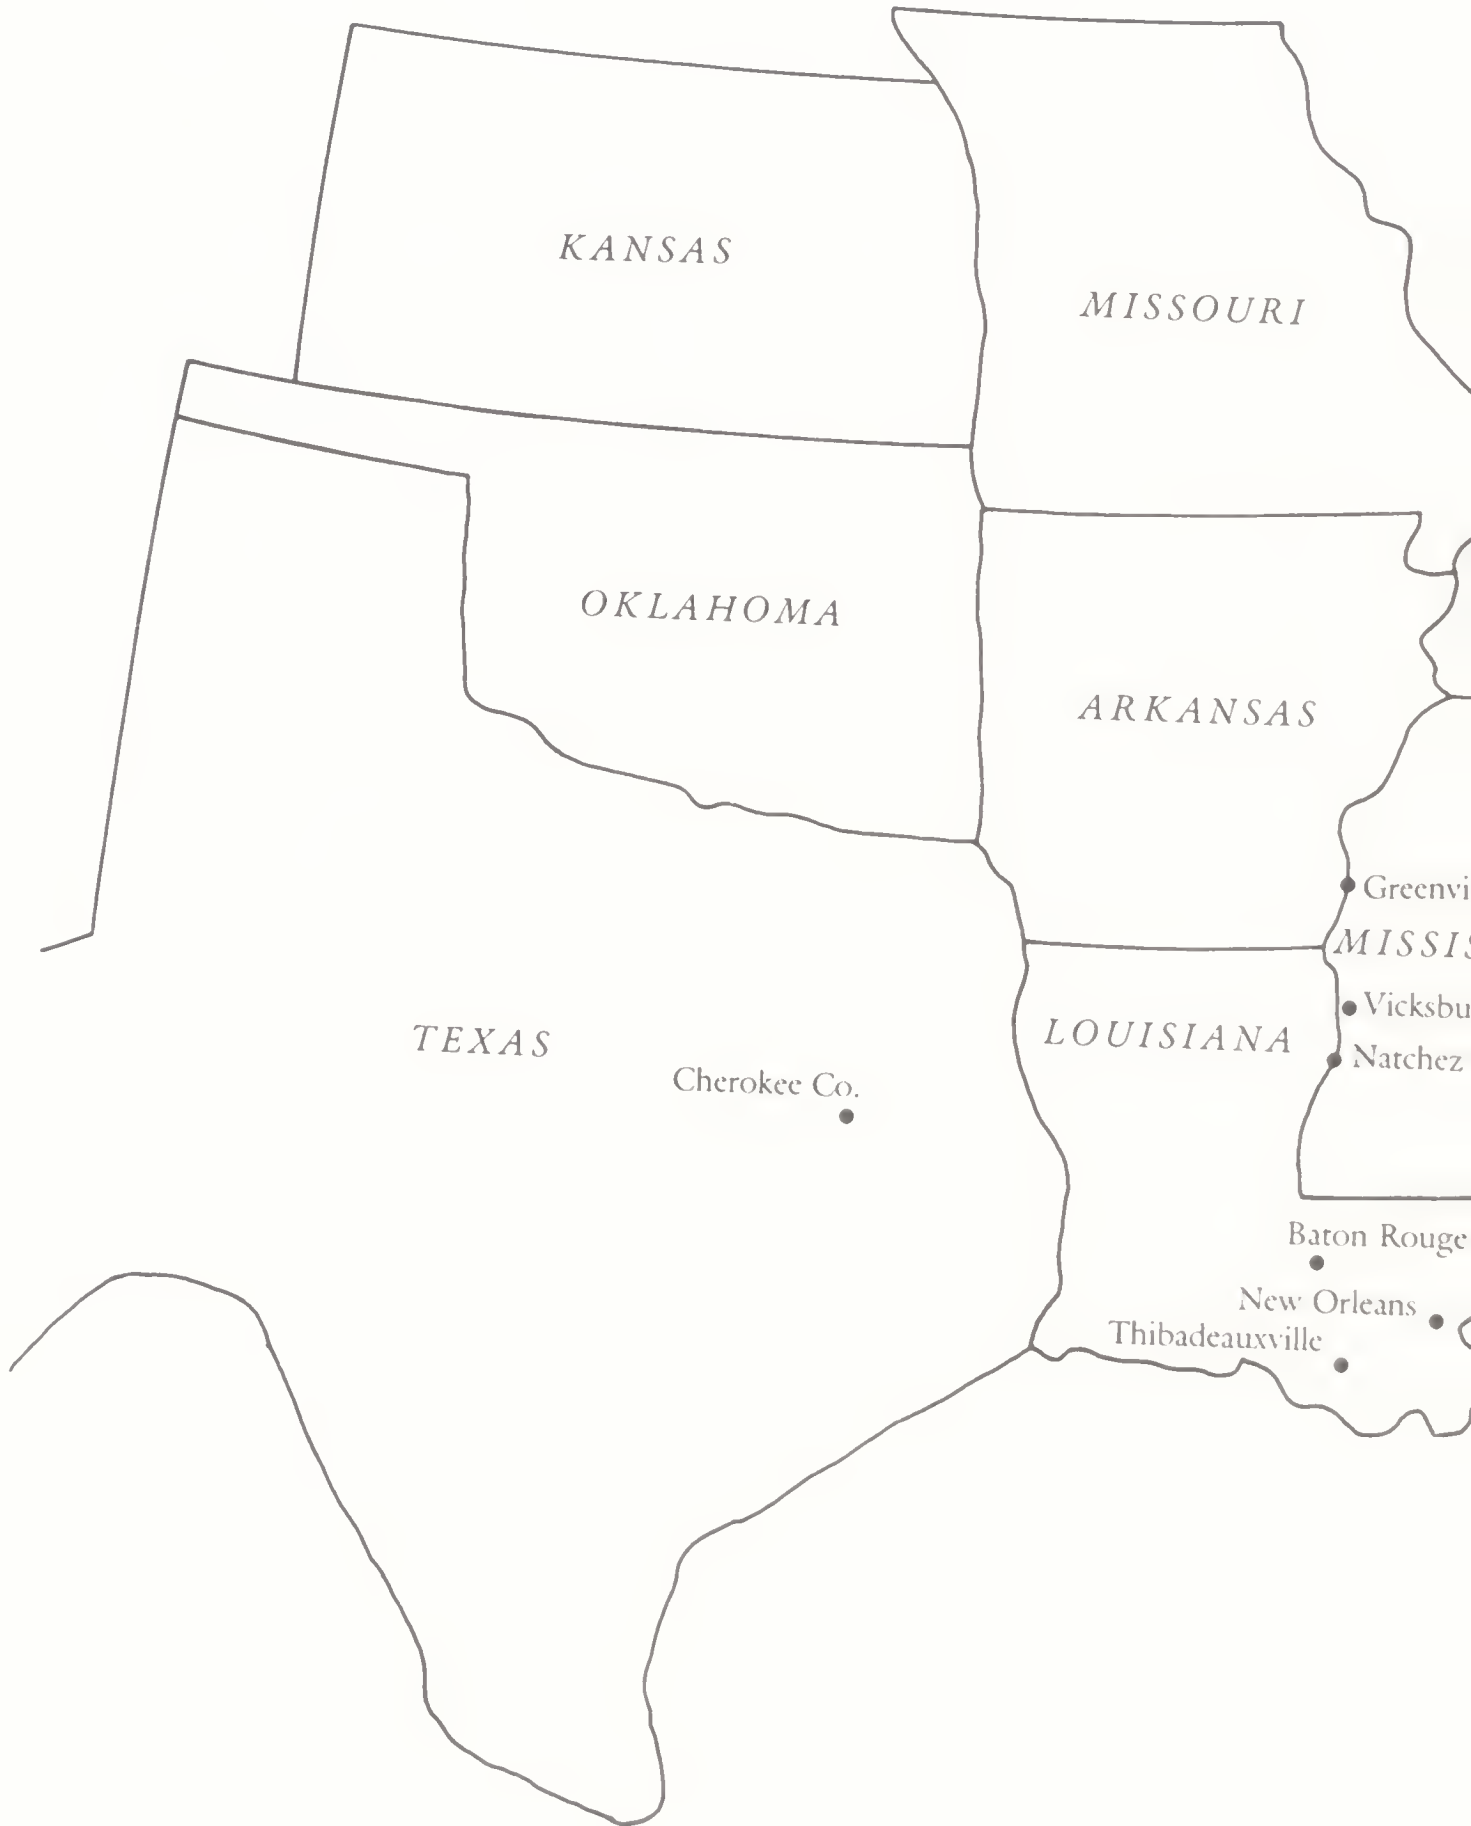 KANSAS
MISSOURI
OKLAHOMA
ARKANSAS
Greenvi
MISSIS
Vicksbu
TEXAS
LOUISIANA
Natchez
Cherokee Co.
Baton Rouge
New Orleans
Thibadeauxville